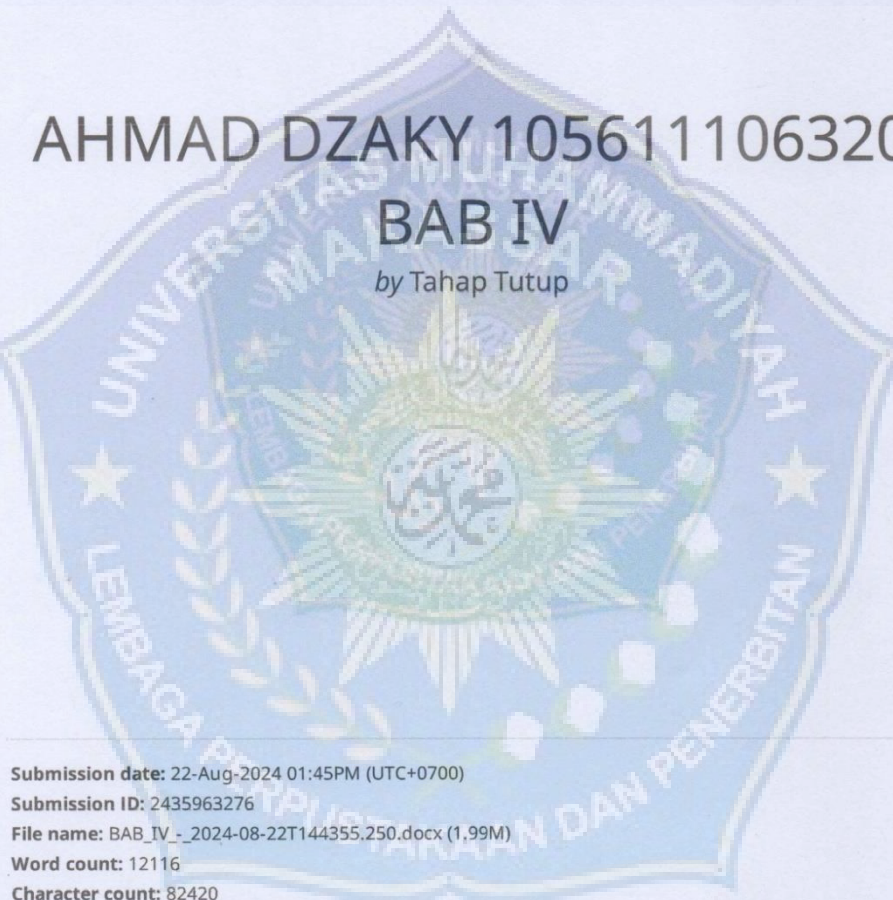 AHMAD DZAKY 10561110632
BAB IV
by Tahap Tutup
UNIVERSITAS MUHAMMADIYAH
MAKASSAR
LEMBAGA PERPUSTAKAAN DAN PENERBITAN
Submission date: 22-Aug-2024 01:45PM (UTC+0700)
Submission ID: 2435963276
File name: BAB_IV_-_2024-08-22T144355.250.docx (1.99M)
Word count: 12116
Character count: 82420